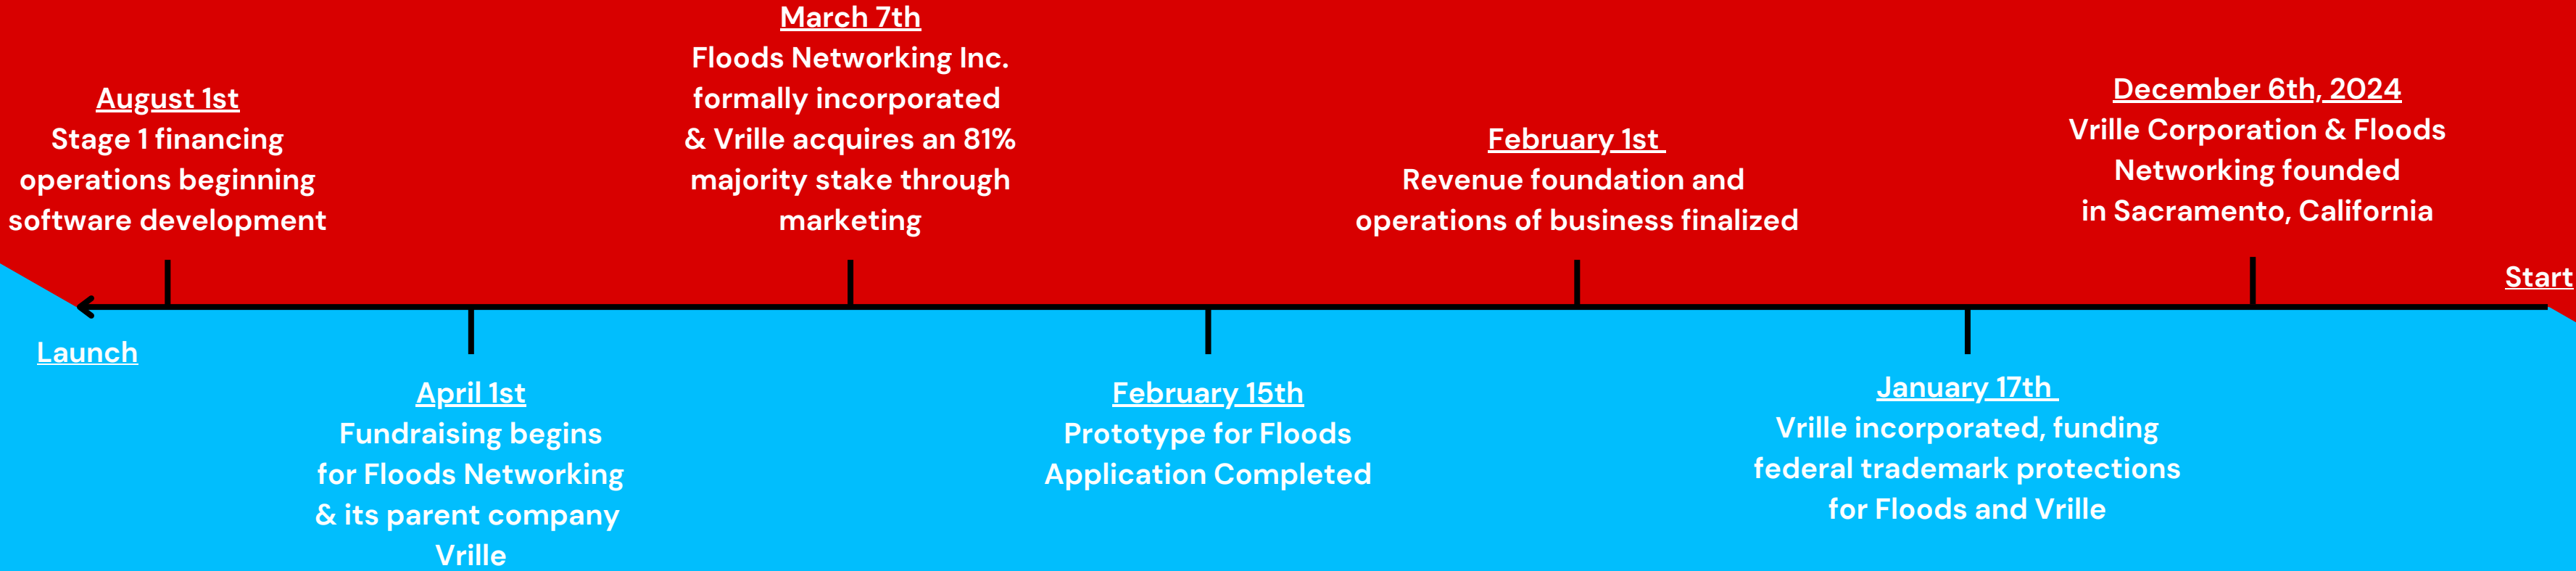 March 7th
Floods Networking Inc.
formally incorporated
& Vrille acquires an 81%
majority stake through
marketing
August 1st
Stage 1 financing
operations beginning
software development
February 1st
Revenue foundation and
operations of business finalized
December 6th, 2024
Vrille Corporation & Floods
Networking founded
in Sacramento, California
Start
Launch
April 1st
Fundraising begins
for Floods Networking
& its parent company
Vrille
February 15th
Prototype for Floods
Application Completed
January 17th
Vrille incorporated, funding
federal trademark protections
for Floods and Vrille